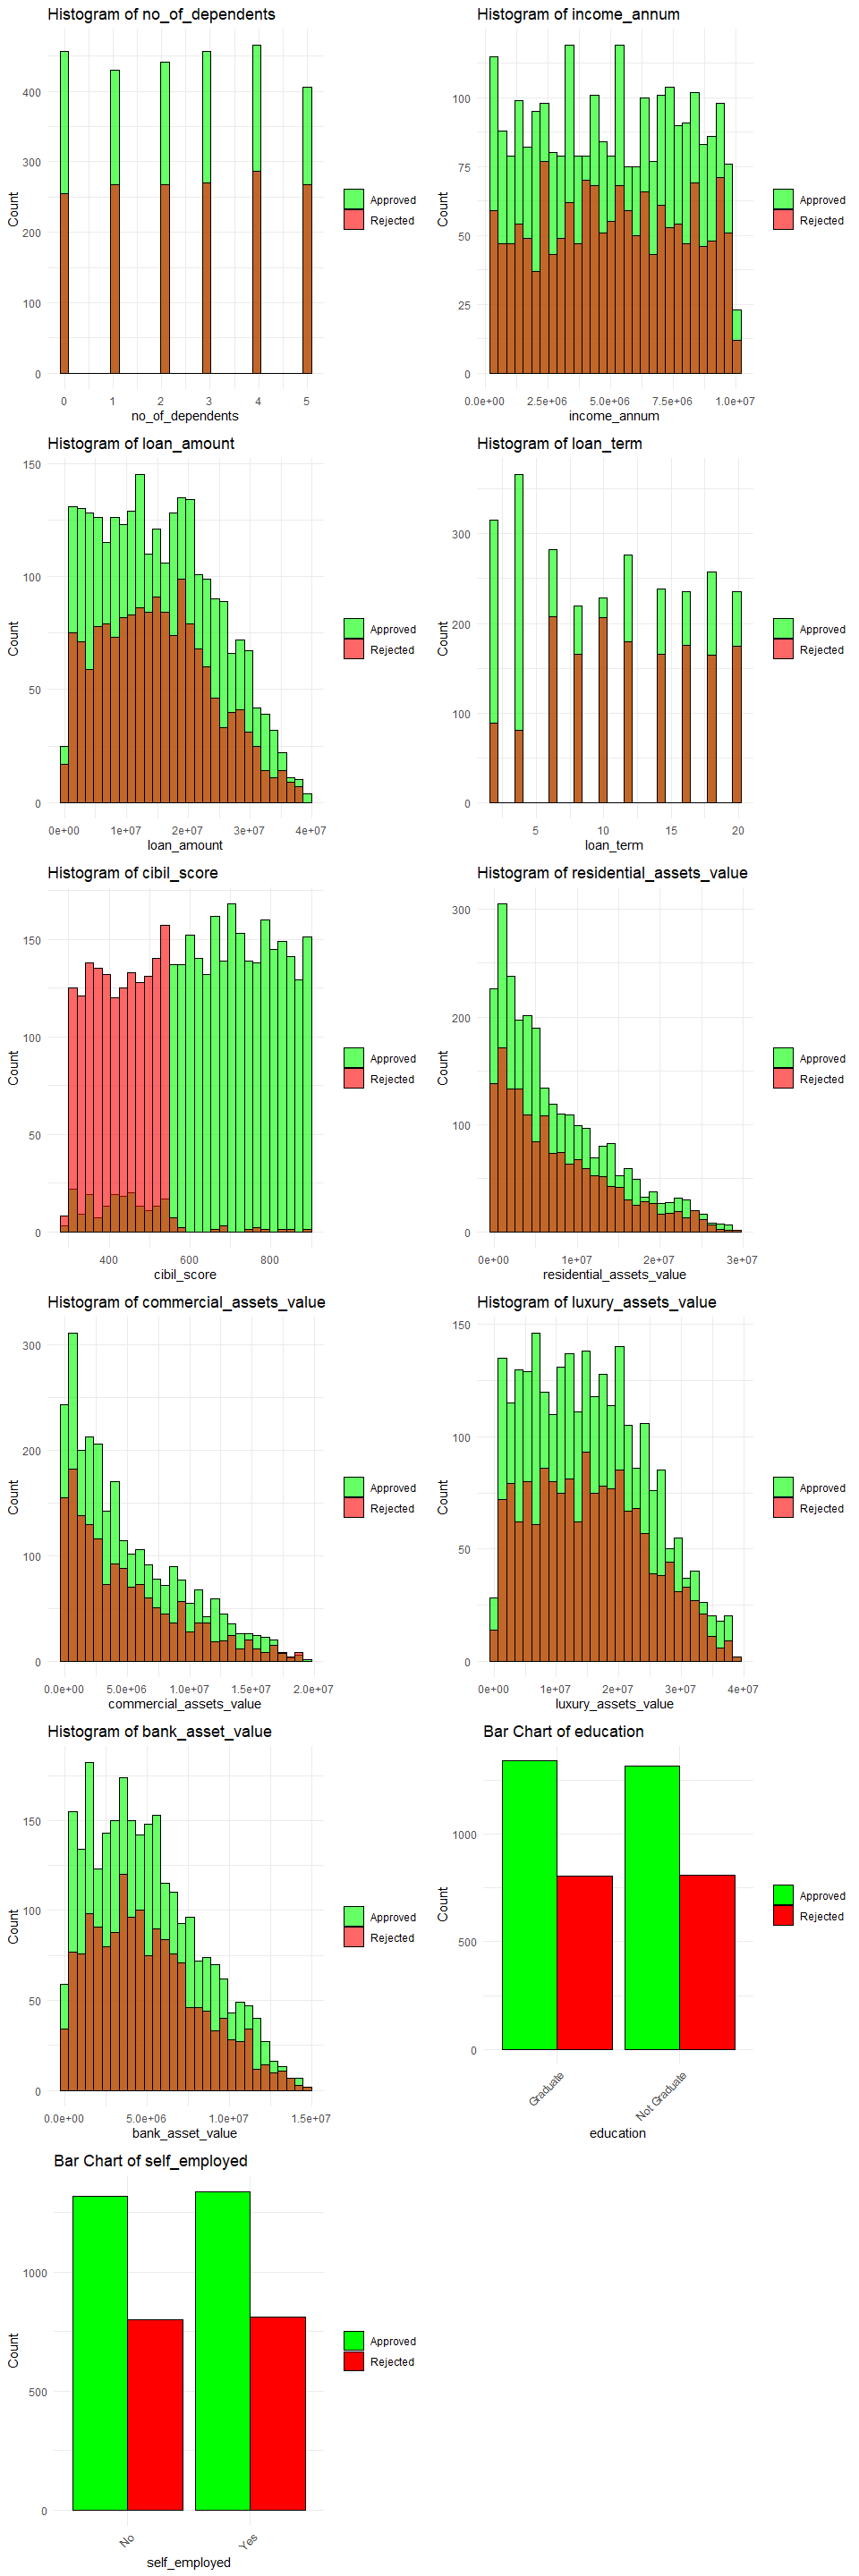 Histogram of no_of_dependents
Count
400
300
200
100
0
0 1 2 3 4 5
no_of_dependents
Approved
Rejected
Histogram of income_annum
Count
100
75
50
25
0
0.0e+00 2.5e+06 5.0e+06 7.5e+06 1.0e+07
income_annum
Approved
Rejected
Histogram of loan_amount
Count
150
100
50
0
0e+00 1e+07 2e+07 3e+07 4e+07
loan_amount
Approved
Rejected
Histogram of loan_term
Count
300
200
100
0
5 10 15 20
loan_term
Approved
Rejected
Histogram of cibil_score
Count
150
100
50
0
400 600 800
cibil_score
Approved
Rejected
Histogram of residential_assets_value
Count
300
200
100
0
0e+00 1e+07 2e+07 3e+07
residential_assets_value
Approved
Rejected
Histogram of commercial_assets_value
Count
300
200
100
0
0.0e+00 5.0e+06 1.0e+07 1.5e+07 2.0e+07
commercial_assets_value
Approved
Rejected
Histogram of luxury_assets_value
Count
150
100
50
0
0e+00 1e+07 2e+07 3e+07 4e+07
luxury_assets_value
Approved
Rejected
Histogram of bank_asset_value
Count
150
100
50
0
0.0e+00 5.0e+06 1.0e+07 1.5e+07
bank_asset_value
Approved
Rejected
Bar Chart of education
Count
1000
500
0
Graduate Not Graduate
education
Approved
Rejected
Bar Chart of self_employed
Count
1000
500
0
No Yes
self_employed
Approved
Rejected